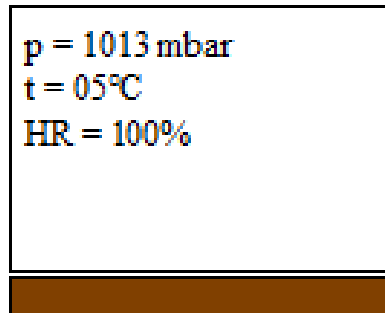 p = 1013 mbar
t = 05°C
HR = 100%